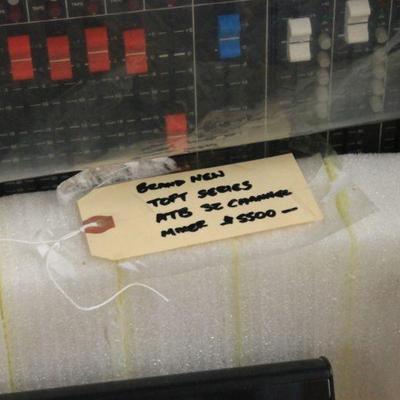 BRAND NEW
TOFT SERIES
ATB 32 CHANNEL
MIXER $5500—